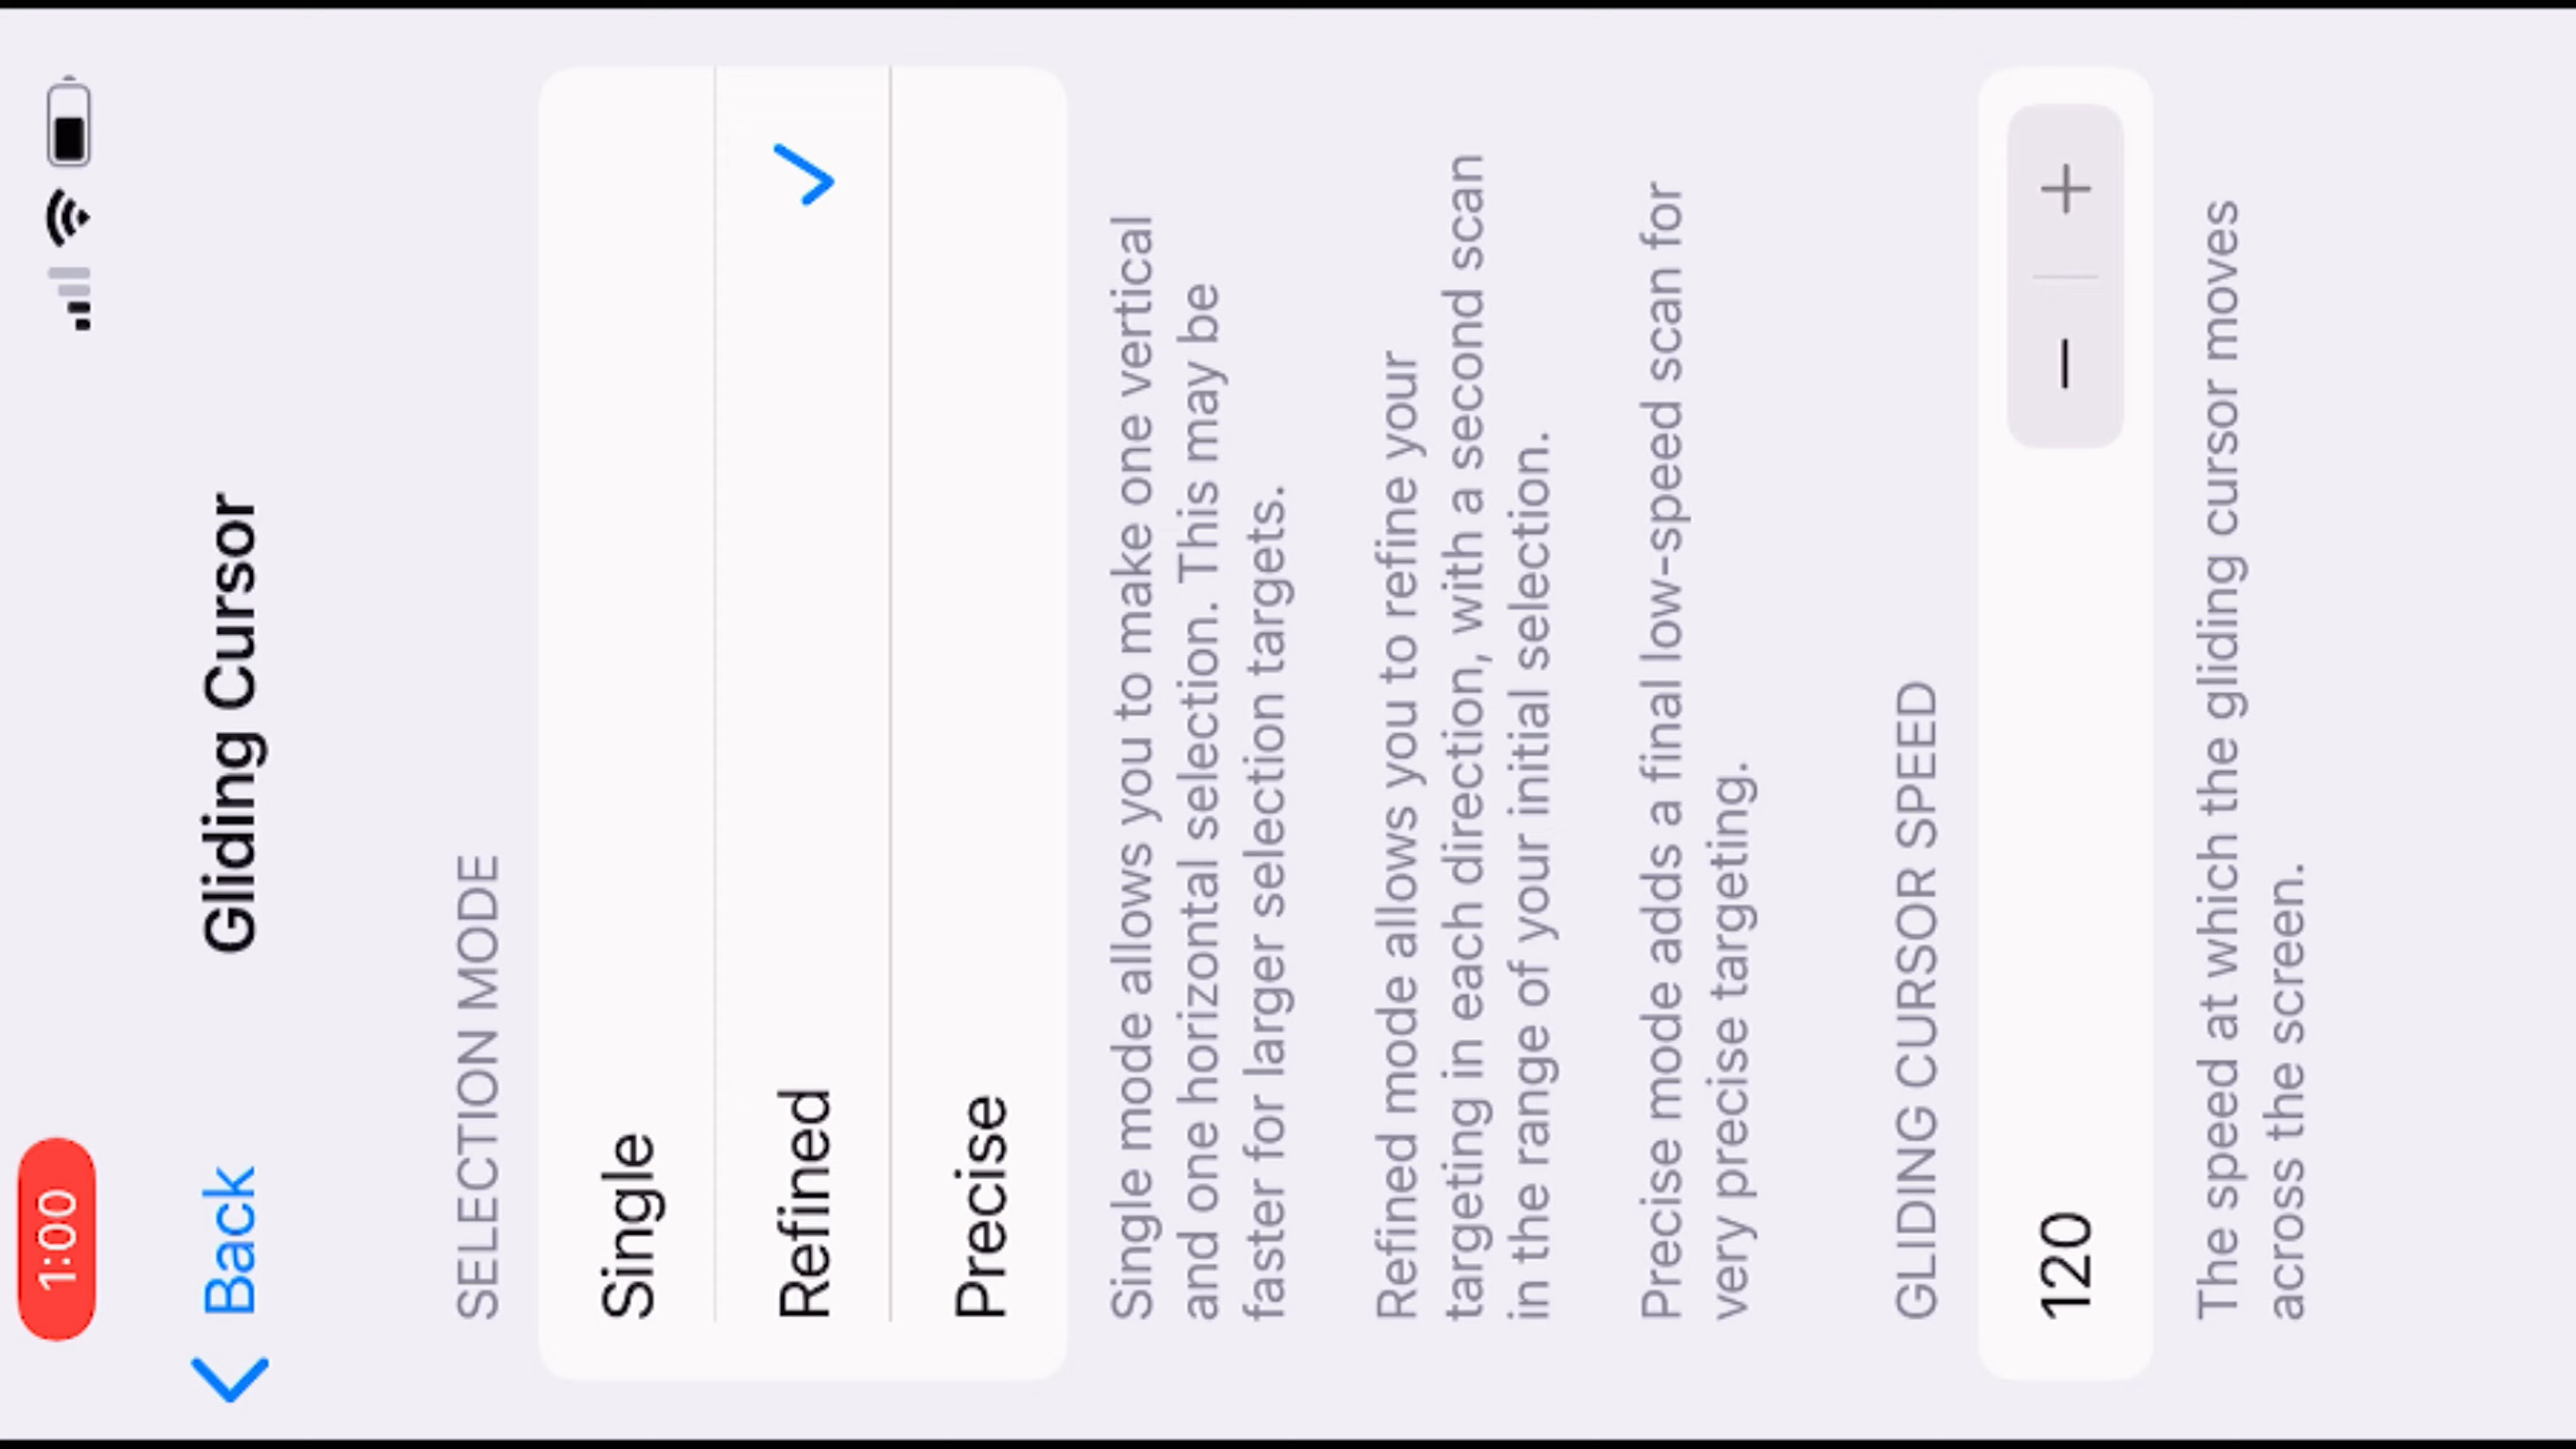 1:00
Back
Gliding Cursor
SELECTION MODE
Single
Refined
Precise
Single mode allows you to make one vertical
and one horizontal selection. This may be
faster for larger selection targets.
Refined mode allows you to refine your
targeting in each direction, with a second scan
in the range of your initial selection.
Precise mode adds a final low-speed scan for
very precise targeting.
GLIDING CURSOR SPEED
120
The speed at which the gliding cursor moves
across the screen.